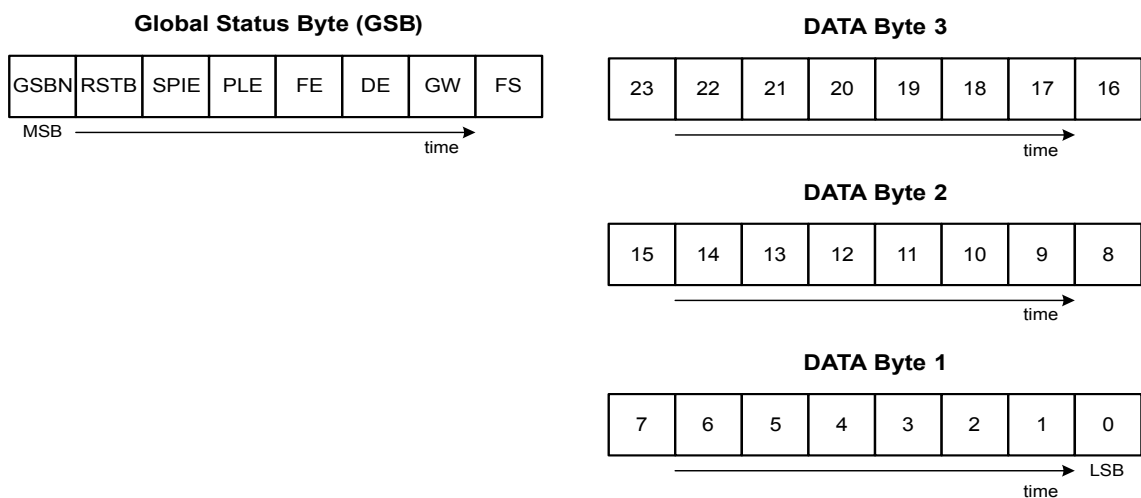 Global Status Byte (GSB)
GSBN RSTB SPIE PLE FE DE GW FS
MSB
time
DATA Byte 3
23 22 21 20 19 18 17 16
time
DATA Byte 2
15 14 13 12 11 10 9 8
time
DATA Byte 1
7 6 5 4 3 2 1 0
LSB
time